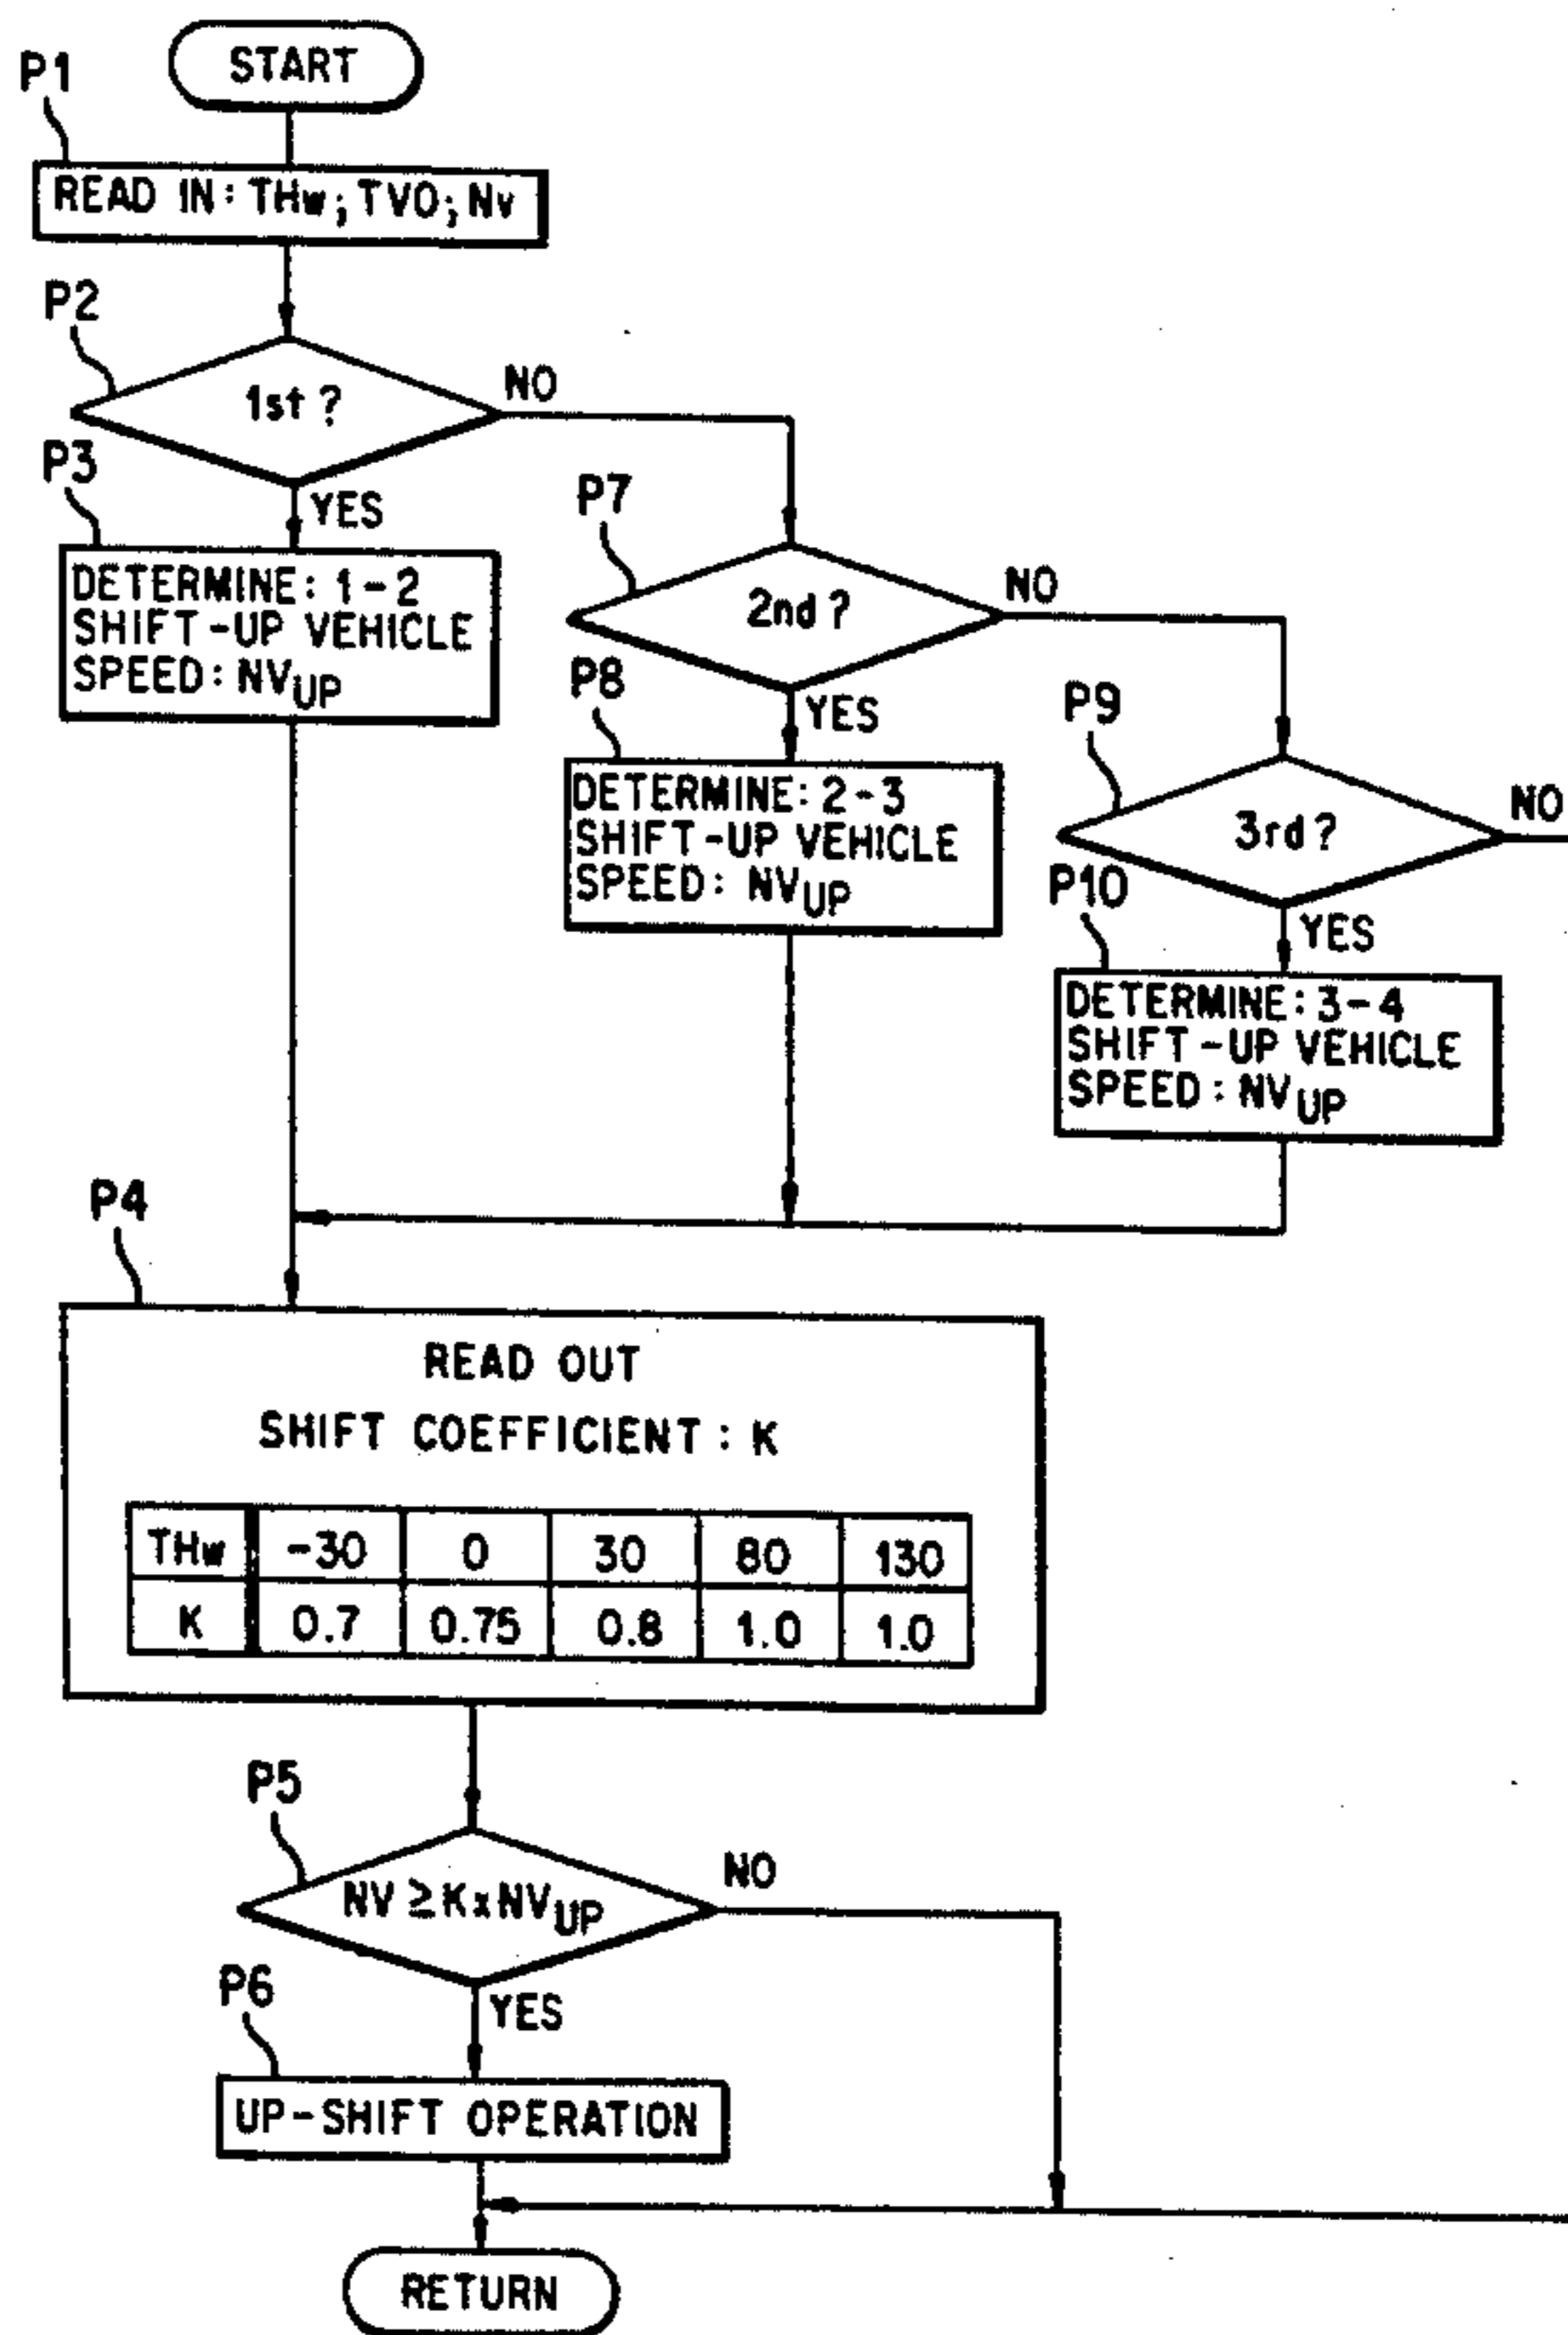 START
P1
READ IN: THw; TVO; Nv
P2
1st?
NO
P3
YES
DETERMINE: 1-2
SHIFT-UP VEHICLE
SPEED: NVUP
P7
2nd?
NO
P8
YES
DETERMINE: 2-3
SHIFT-UP VEHICLE
SPEED: NVUP
P9
3rd?
NO
P10
YES
DETERMINE: 3-4
SHIFT-UP VEHICLE
SPEED: NVUP
P4
READ OUT
SHIFT COEFFICIENT: K
THw -30 0 30 80 130
K 0.7 0.75 0.8 1.0 1.0
P5
NV ≥ K x NVUP
NO
P6
YES
UP-SHIFT OPERATION
RETURN